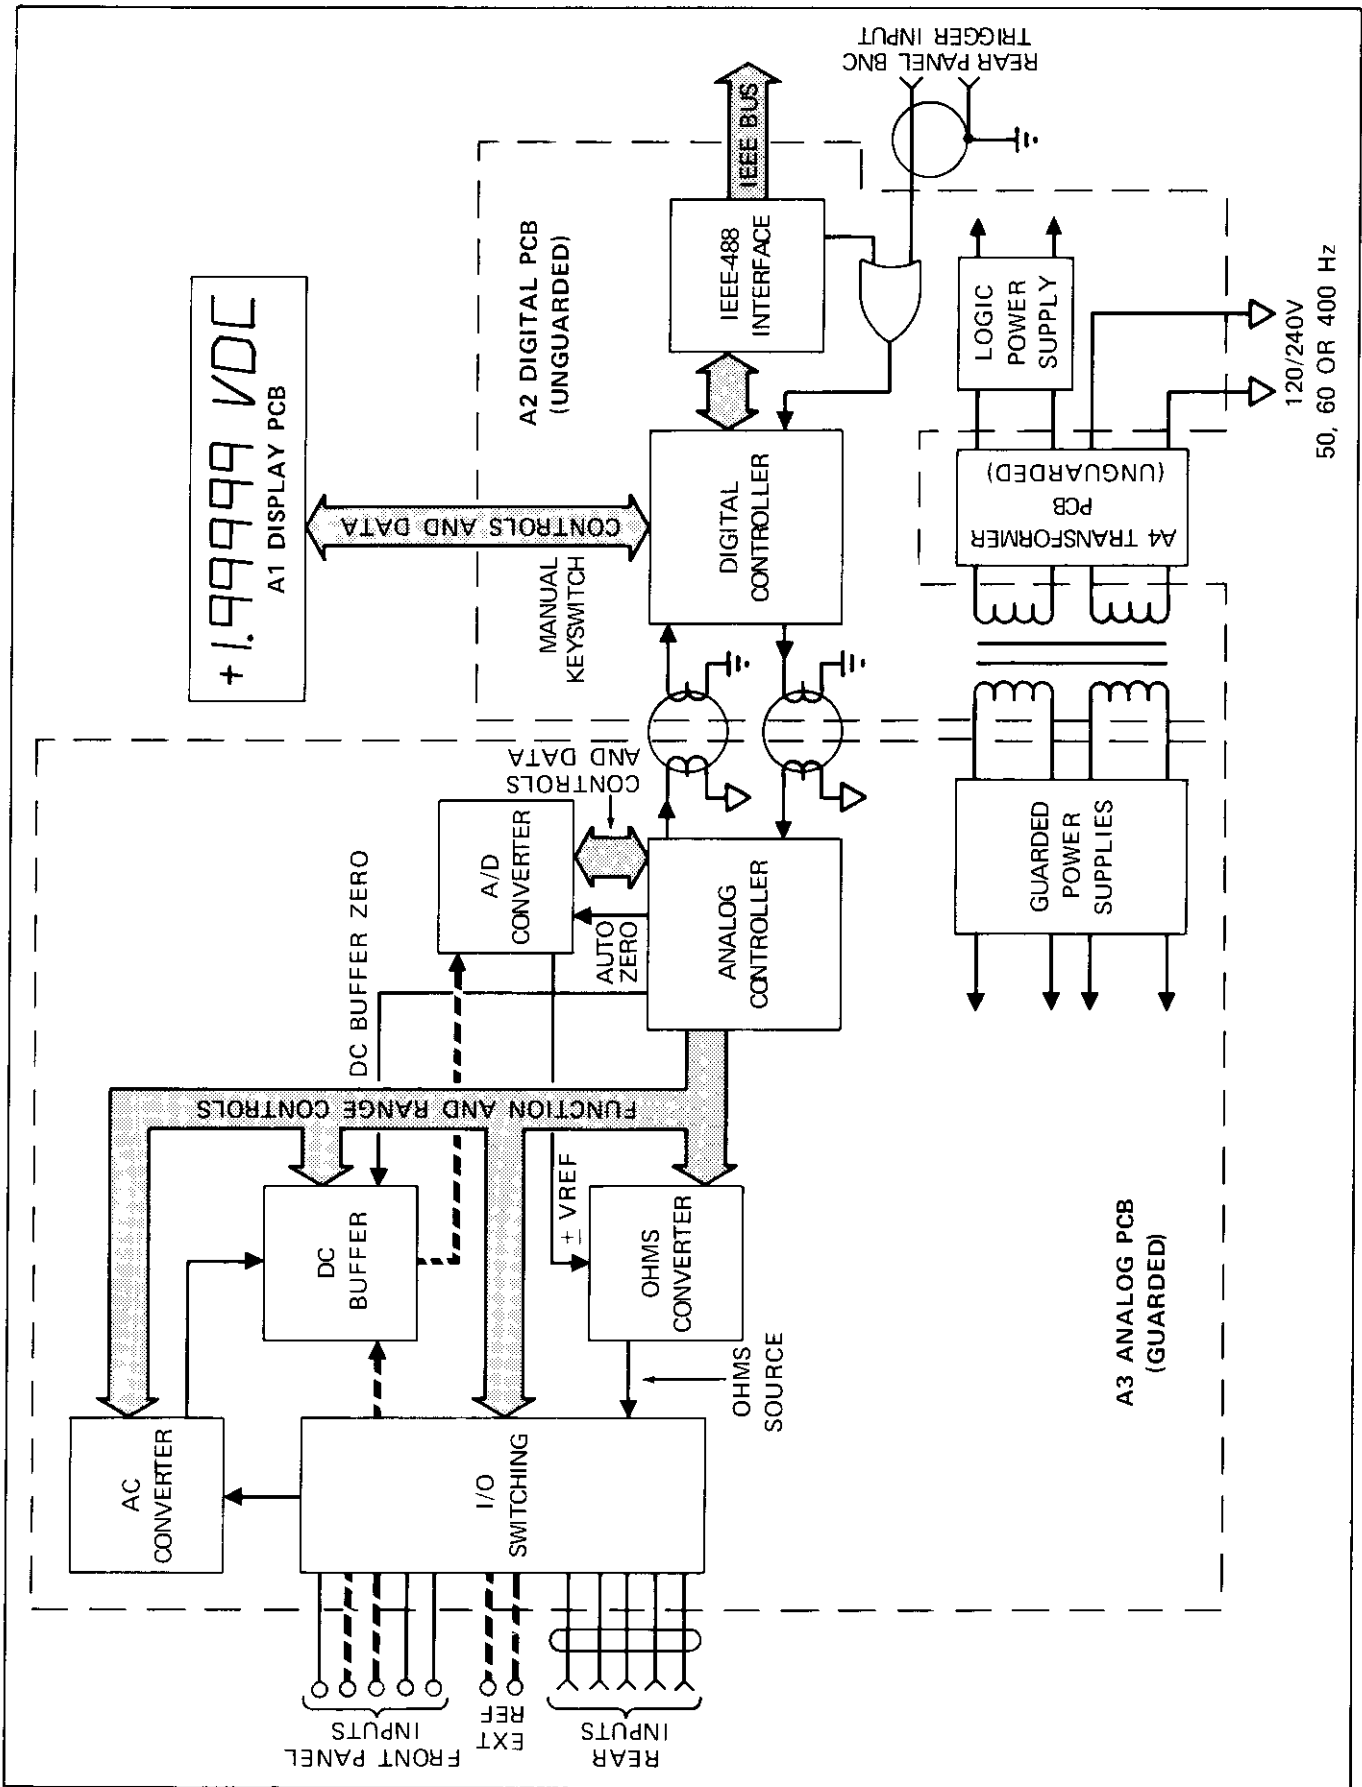 +1.99999 VDC
A1 DISPLAY PCB
CONTROLS AND DATA
MANUAL
KEYSWITCH
A2 DIGITAL PCB
(UNGUARDED)
IEEE-488
INTERFACE
IEEE BUS
REAR PANEL BNC
TRIGGER INPUT
DIGITAL
CONTROLLER
LOGIC
POWER
SUPPLY
A4 TRANSFORMER
PCB
(UNGUARDED)
120/240V
50, 60 OR 400 Hz
CONTROLS
AND DATA
A/D
CONVERTER
AUTO
ZERO
ANALOG
CONTROLLER
DC BUFFER ZERO
FUNCTION AND RANGE CONTROLS
GUARDED
POWER
SUPPLIES
DC
BUFFER
± VREF
OHMS
CONVERTER
OHMS
SOURCE
AC
CONVERTER
I/O
SWITCHING
FRONT PANEL
INPUTS
EXT
REF
REAR
INPUTS
A3 ANALOG PCB
(GUARDED)